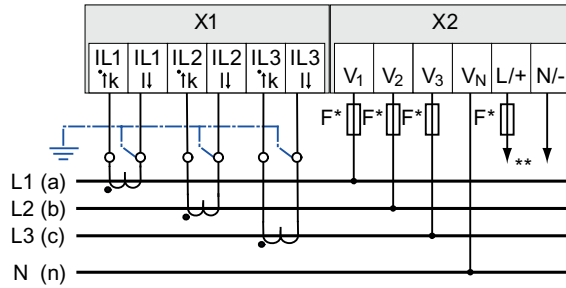 X1 X2
IL1 IL1 IL2 IL2 IL3 IL3
↑k I↓ ↑k I↓ ↑k I↓ V1 V2 V3 VN L/+ N/-
F* F* F* F*
**
L1 (a)
L2 (b)
L3 (c)
N (n)